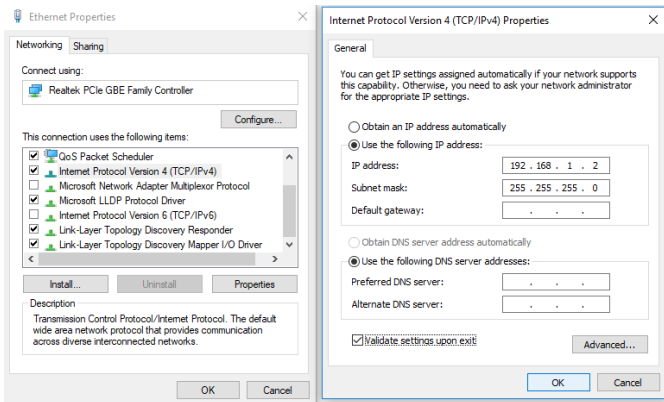 Ethernet Properties
Networking
Sharing
Connect using:
Realtek PCIe GBE Family Controller
Configure...
This connection uses the following items:
QoS Packet Scheduler
Internet Protocol Version 4 (TCP/IPv4)
Microsoft Network Adapter Multiplexor Protocol
Microsoft LLDP Protocol Driver
Internet Protocol Version 6 (TCP/IPv6)
Link-Layer Topology Discovery Responder
Link-Layer Topology Discovery Mapper I/O Driver
Install...
Uninstall
Properties
Description
Transmission Control Protocol/Internet Protocol. The default
wide area network protocol that provides communication
across diverse interconnected networks.
OK
Cancel
Internet Protocol Version 4 (TCP/IPv4) Properties
General
You can get IP settings assigned automatically if your network supports
this capability. Otherwise, you need to ask your network administrator
for the appropriate IP settings.
Obtain an IP address automatically
Use the following IP address:
IP address: 192 . 168 . 1 . 2
Subnet mask: 255 . 255 . 255 . 0
Default gateway: . . .
Obtain DNS server address automatically
Use the following DNS server addresses:
Preferred DNS server: . . .
Alternate DNS server: . . .
Validate settings upon exit
Advanced...
OK
Cancel